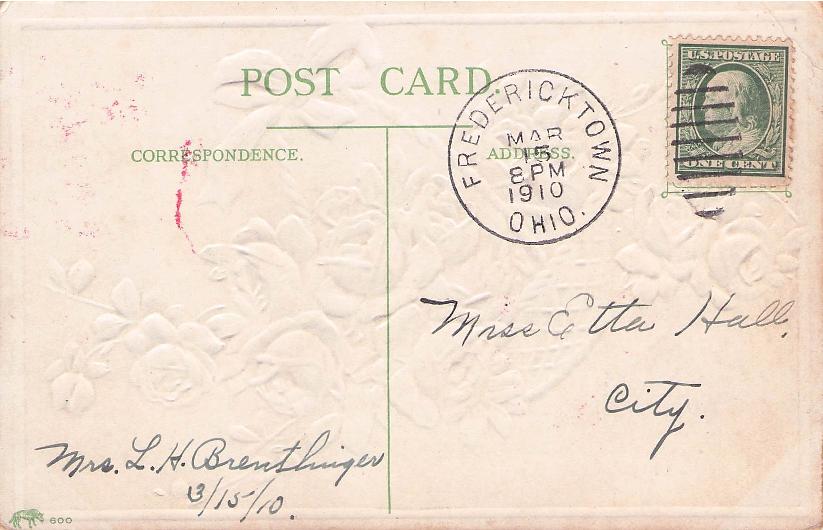 POST CARD.
CORRESPONDENCE.
ADDRESS.
FREDERICKTOWN
MAR
15
8 PM
1910
OHIO.
U.S. POSTAGE
ONE CENT
Miss Etta Hall,
City.
Mrs. L. H. Brentlinger
3/15/10.
600